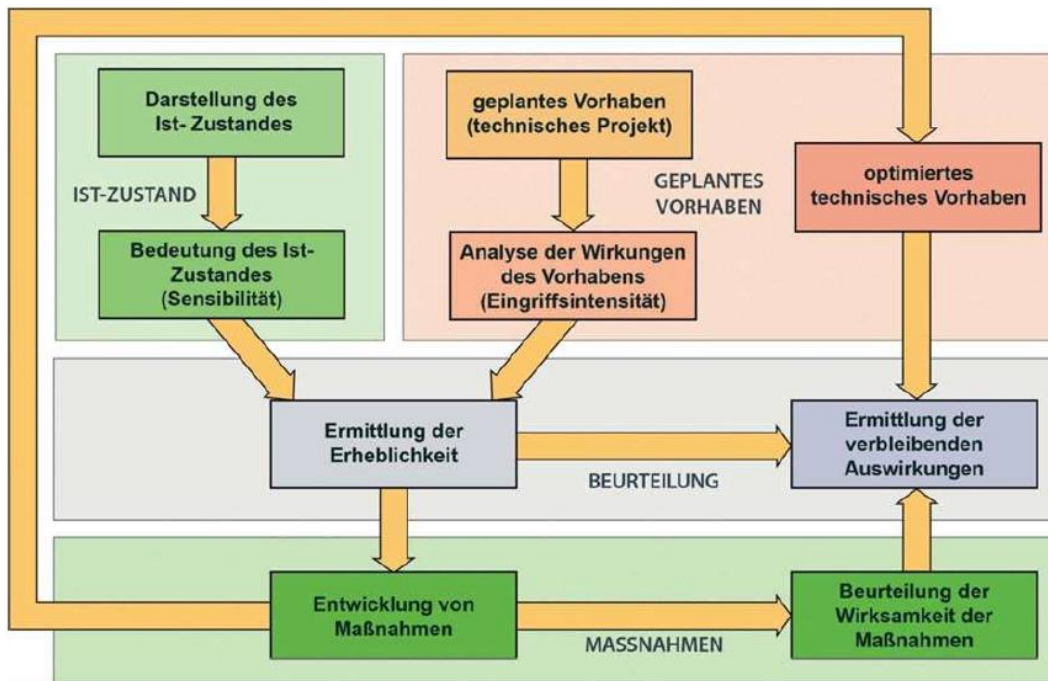 Darstellung des
Ist- Zustandes
IST-ZUSTAND
Bedeutung des Ist-
Zustandes
(Sensibilität)
geplantes Vorhaben
(technisches Projekt)
GEPLANTES
VORHABEN
Analyse der Wirkungen
des Vorhabens
(Eingriffsintensität)
optimiertes
technisches Vorhaben
Ermittlung der
Erheblichkeit
BEURTEILUNG
Ermittlung der
verbleibenden
Auswirkungen
Entwicklung von
Maßnahmen
MASSNAHMEN
Beurteilung der
Wirksamkeit der
Maßnahmen